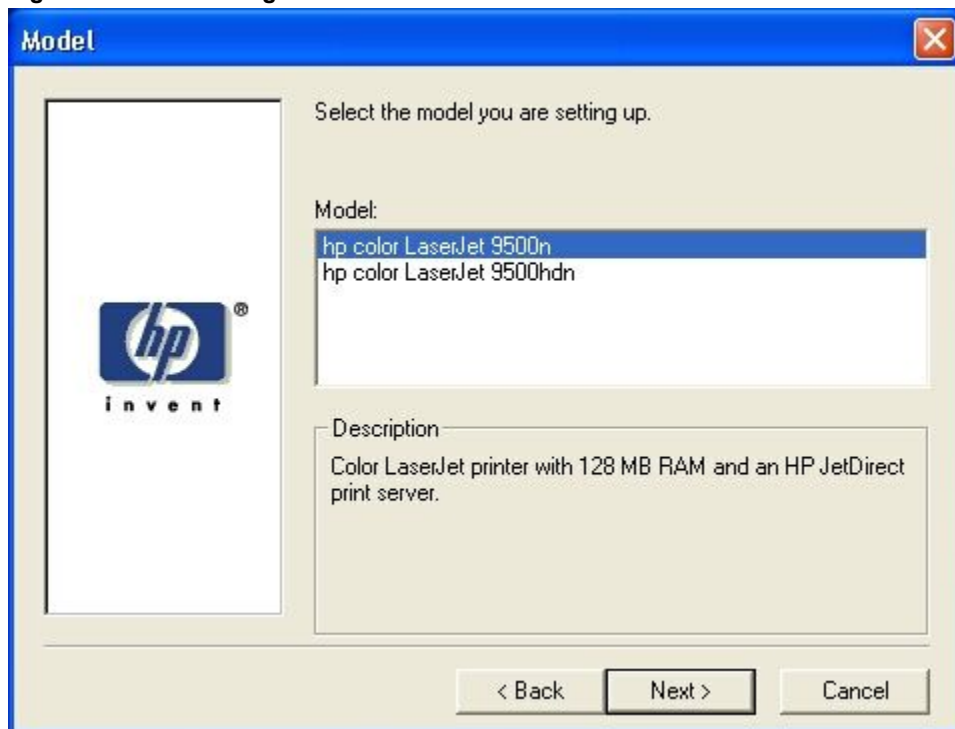 Model
Select the model you are setting up.
Model:
hp color LaserJet 9500n
hp color LaserJet 9500hdn
hp®
invent
Description
Color LaserJet printer with 128 MB RAM and an HP JetDirect
print server.
< Back
Next >
Cancel